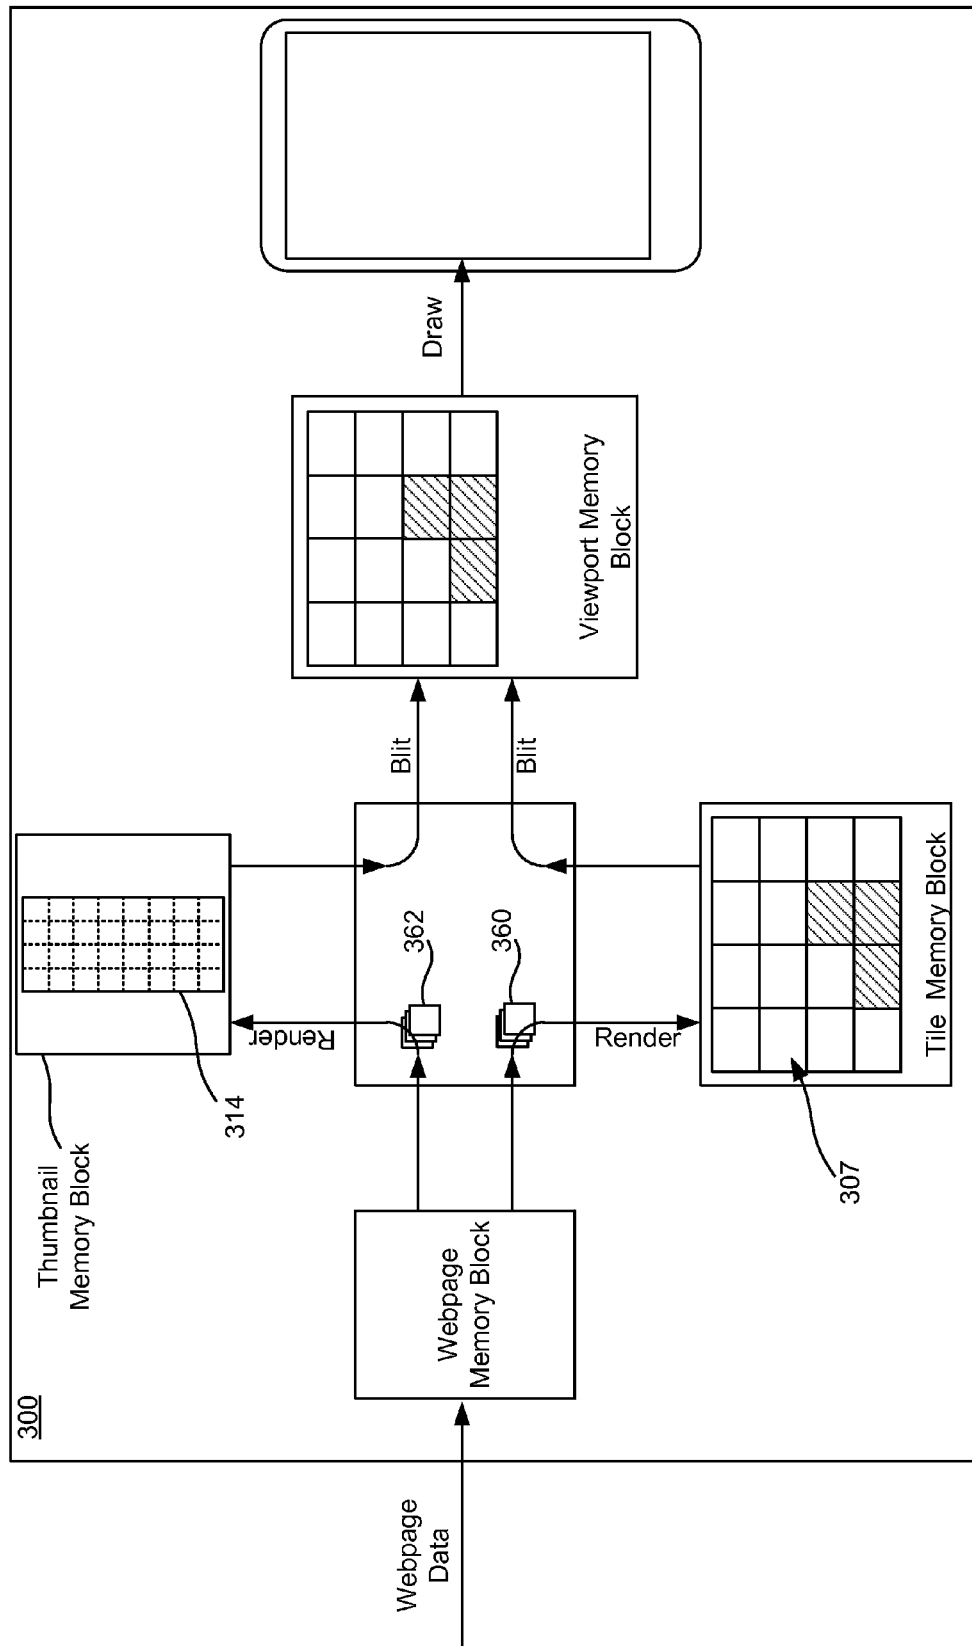 300
Webpage
Data
Thumbnail
Memory Block
314
Webpage
Memory Block
362
360
Render
Render
307
Tile Memory Block
Blit
Blit
Viewport Memory
Block
Draw